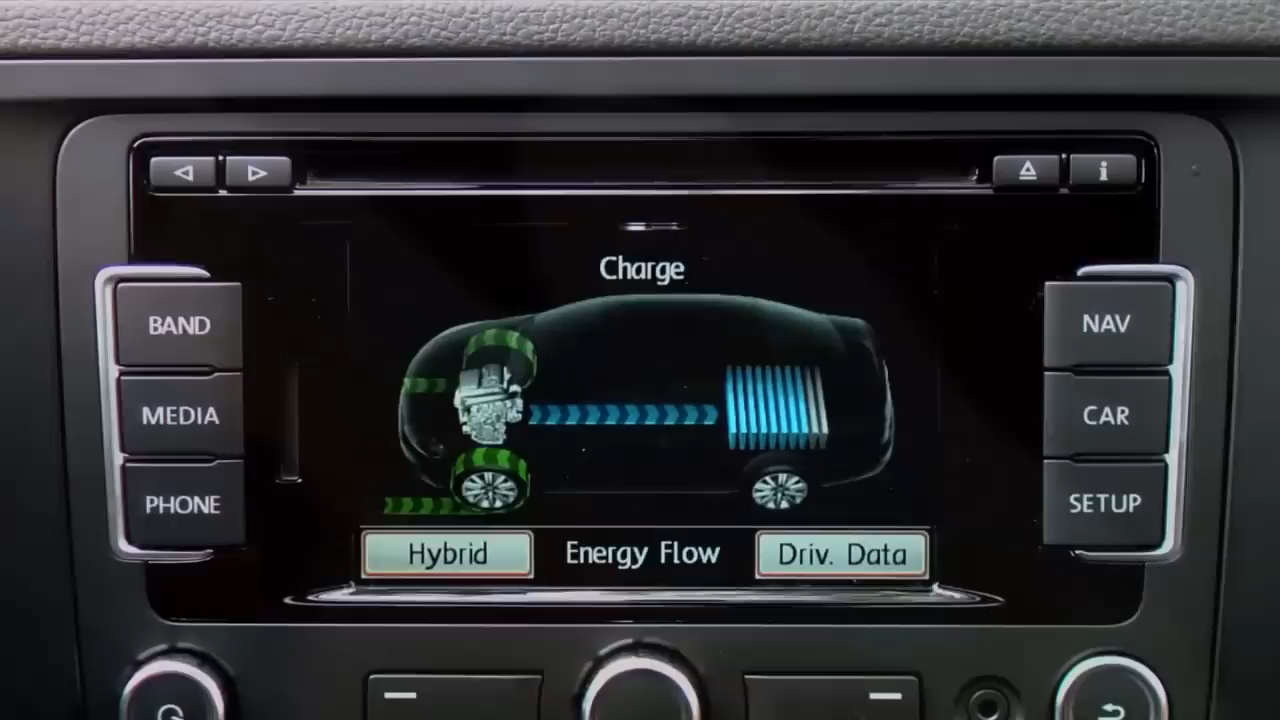 i
Charge
BAND
NAV
MEDIA
CAR
PHONE
SETUP
Hybrid
Energy Flow
Driv. Data